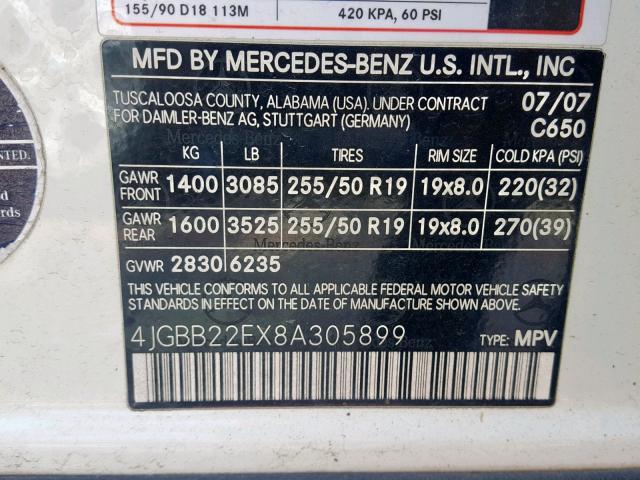 155/90 D18 113M 420 KPA, 60 PSI
MFD BY MERCEDES-BENZ U.S. INTL., INC
TUSCALOOSA COUNTY, ALABAMA (USA). UNDER CONTRACT 07/07
FOR DAIMLER-BENZ AG, STUTTGART (GERMANY) C650
KG LB TIRES RIM SIZE COLD KPA (PSI)
GAWR FRONT 1400 3085 255/50 R19 19x8.0 220(32)
GAWR REAR 1600 3525 255/50 R19 19x8.0 270(39)
GVWR 2830 6235
THIS VEHICLE CONFORMS TO ALL APPLICABLE FEDERAL MOTOR VEHICLE SAFETY
STANDARDS IN EFFECT ON THE DATE OF MANUFACTURE SHOWN ABOVE.
4JGBB22EX8A305899 TYPE: MPV